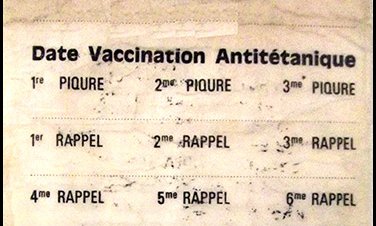 Date Vaccination Antitétanique
1re PIQURE 2me PIQURE 3me PIQURE
1er RAPPEL 2me RAPPEL 3me RAPPEL
4me RAPPEL 5me RAPPEL 6me RAPPEL